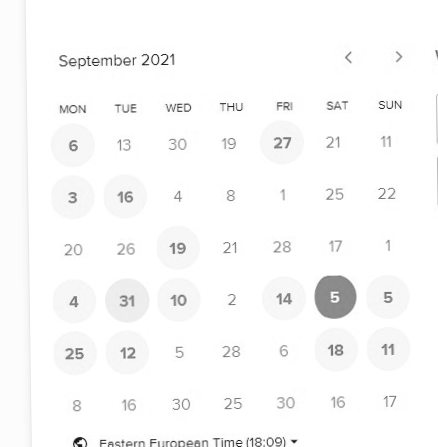 September 2021
MON TUE WED THU FRI SAT SUN
6 13 30 19 27 21 11
3 16 4 8 1 25 22
20 26 19 21 28 17 1
4 31 10 2 14 5 5
25 12 5 28 6 18 11
8 16 30 25 30 16 17
Eastern European Time (18:09)